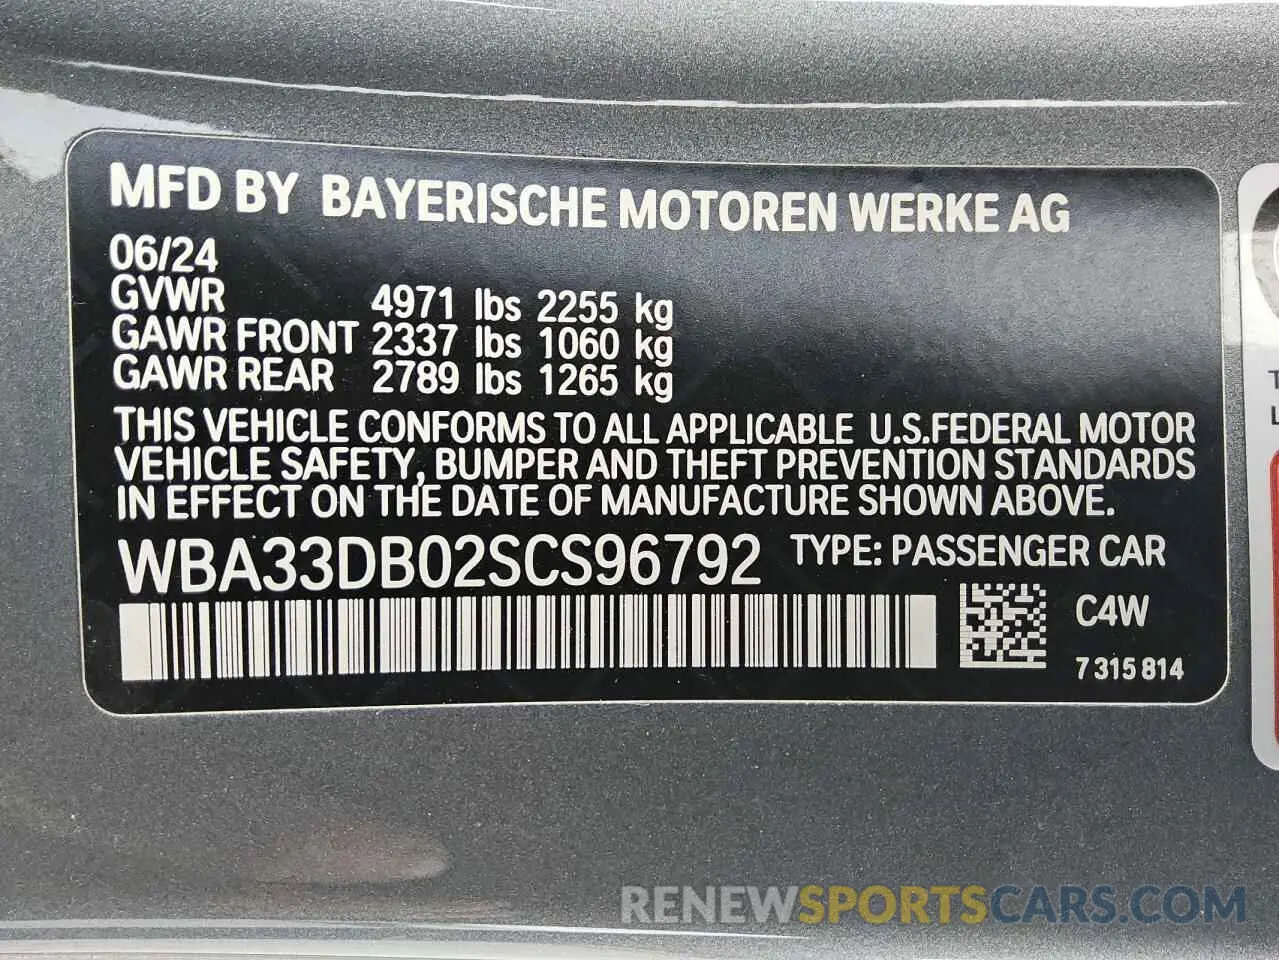 MFD BY BAYERISCHE MOTOREN WERKE AG
06/24
GVWR 4971 lbs 2255 kg
GAWR FRONT 2337 lbs 1060 kg
GAWR REAR 2789 lbs 1265 kg
THIS VEHICLE CONFORMS TO ALL APPLICABLE U.S.FEDERAL MOTOR
VEHICLE SAFETY, BUMPER AND THEFT PREVENTION STANDARDS
IN EFFECT ON THE DATE OF MANUFACTURE SHOWN ABOVE.
WBA33DB02SCS96792 TYPE: PASSENGER CAR
C4W
7 315 814
RENEWSPORTSCARS.COM